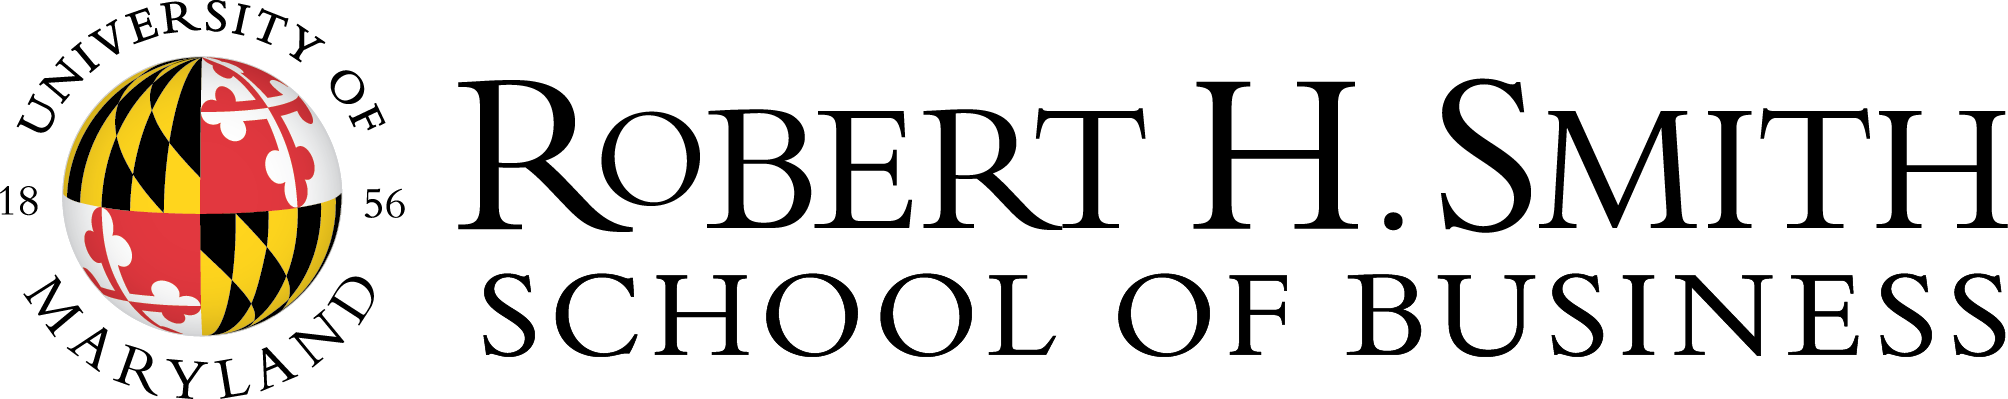 UNIVERSITY OF
18 56
MARYLAND
ROBERT H. SMITH
SCHOOL OF BUSINESS